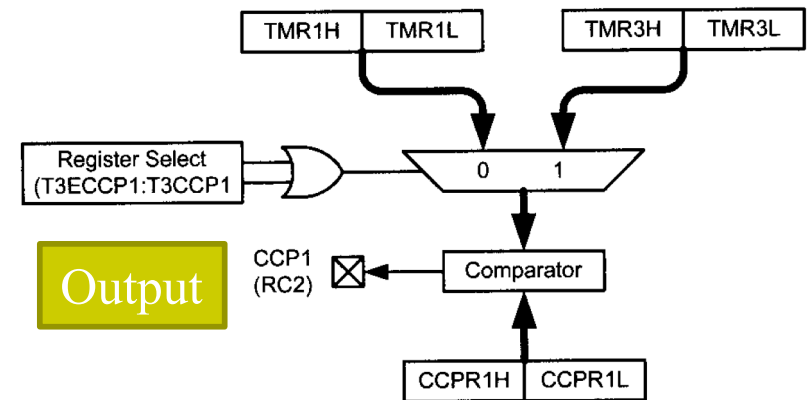 TMR1H TMR1L
TMR3H TMR3L
Register Select
(T3ECCP1:T3CCP1
0 1
Output
CCP1
(RC2)
Comparator
CCPR1H CCPR1L